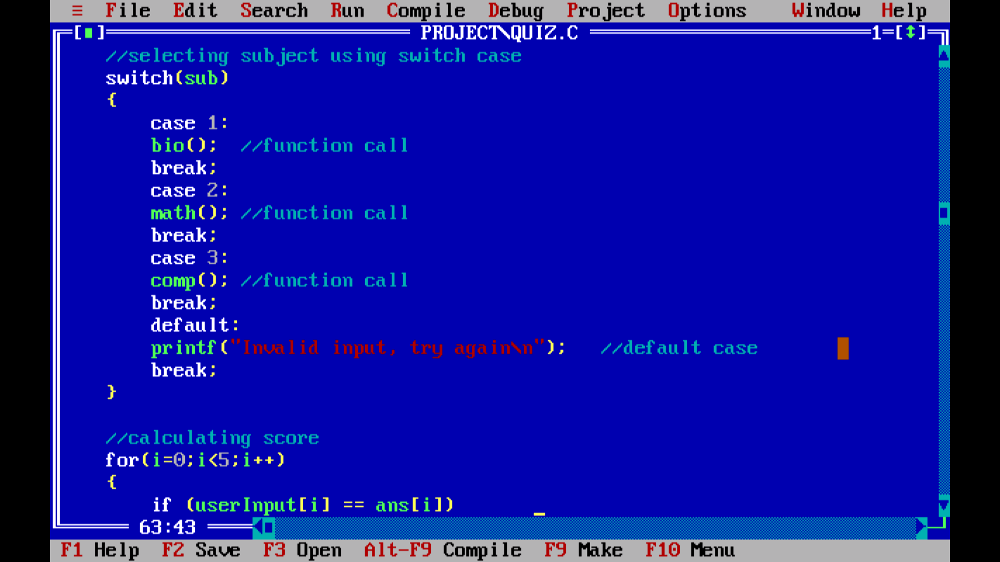 ≡ File Edit Search Run Compile Debug Project Options Window Help
[■] PROJECT\QUIZ.C 1=[↕]
//selecting subject using switch case
switch(sub)
{
case 1:
bio(); //function call
break;
case 2:
math(); //function call
break;
case 3:
comp(); //function call
break;
default:
printf("Invalid input, try again\n"); //default case
break;
}
//calculating score
for(i=0;i<5;i++)
{
if (userInput[i] == ans[i])
63:43
F1 Help F2 Save F3 Open Alt-F9 Compile F9 Make F10 Menu